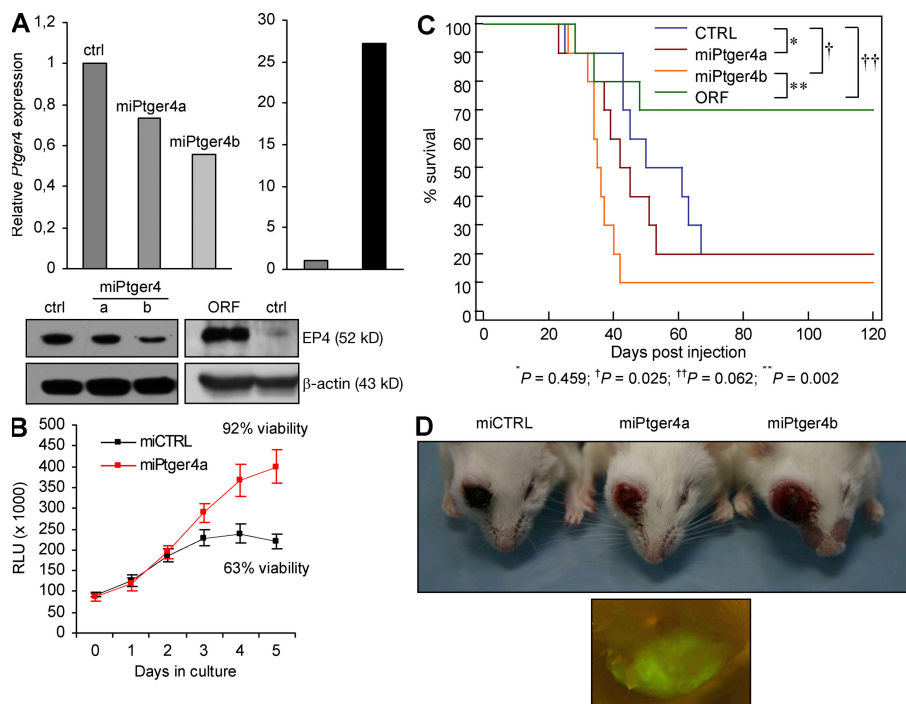 A
Relative Ptger4 expression
1,2
1
0,8
0,6
0,4
0,2
0
ctrl
miPtger4a
miPtger4b
30
25
20
15
10
5
0
miPtger4
ctrl a b
ORF ctrl
EP4 (52 kD)
β-actin (43 kD)
B
RLU (x 1000)
500
450
400
350
300
250
200
150
100
50
0
miCTRL
miPtger4a
92% viability
63% viability
0 1 2 3 4 5
Days in culture
C
% survival
100
90
80
70
60
50
40
30
20
10
0
CTRL
miPtger4a
miPtger4b
ORF
*
†
**
††
0 20 40 60 80 100 120
Days post injection
*P = 0.459; †P = 0.025; ††P = 0.062; **P = 0.002
D
miCTRL miPtger4a miPtger4b